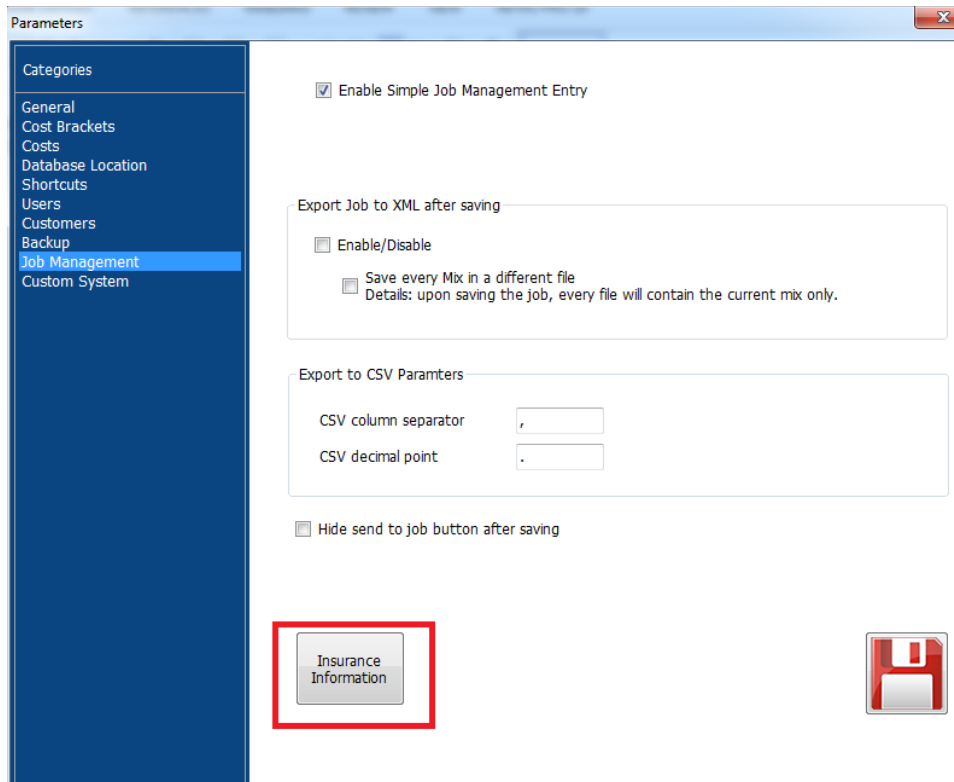 Parameters
Categories
General
Cost Brackets
Costs
Database Location
Shortcuts
Users
Customers
Backup
Job Management
Custom System
Enable Simple Job Management Entry
Export Job to XML after saving
Enable/Disable
Save every Mix in a different file
Details: upon saving the job, every file will contain the current mix only.
Export to CSV Paramters
CSV column separator ,
CSV decimal point .
Hide send to job button after saving
Insurance
Information